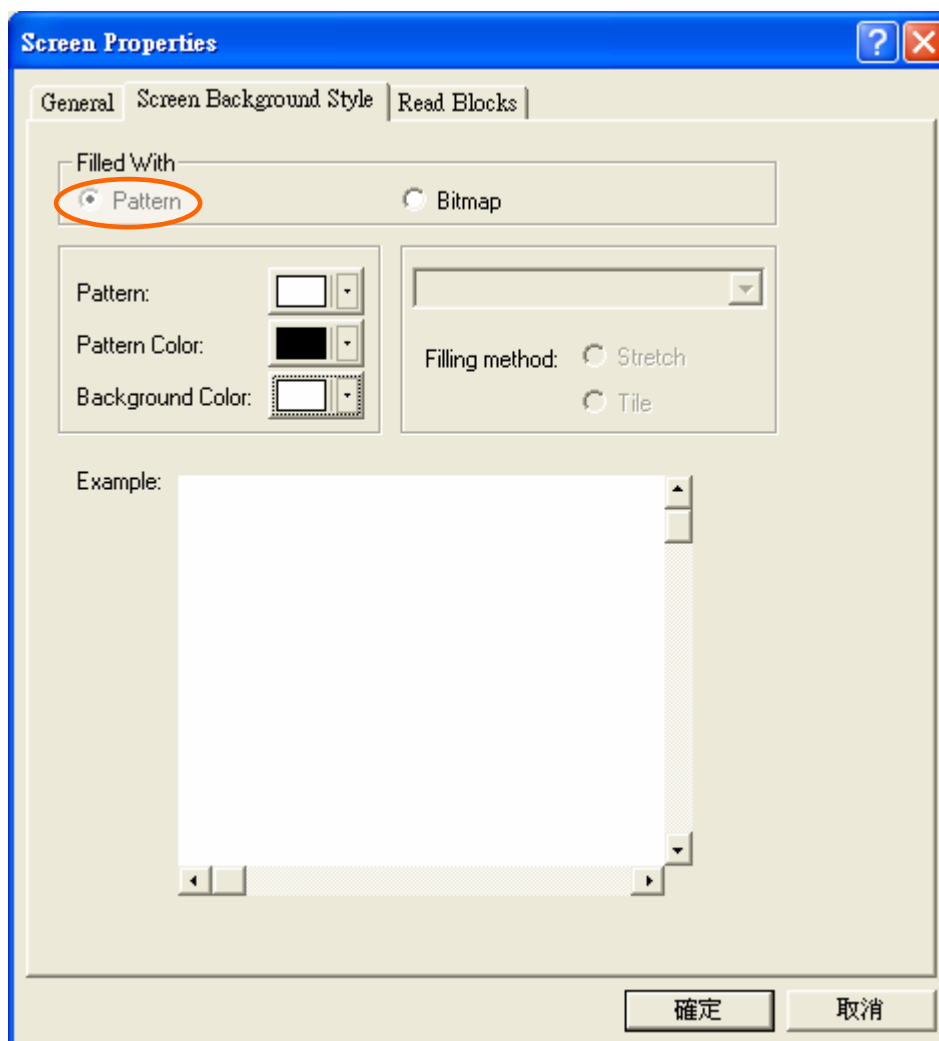 Screen Properties
General Screen Background Style Read Blocks
Filled With
Pattern Bitmap
Pattern:
Pattern Color:
Background Color:
Filling method: Stretch
Tile
Example:
確定 取消